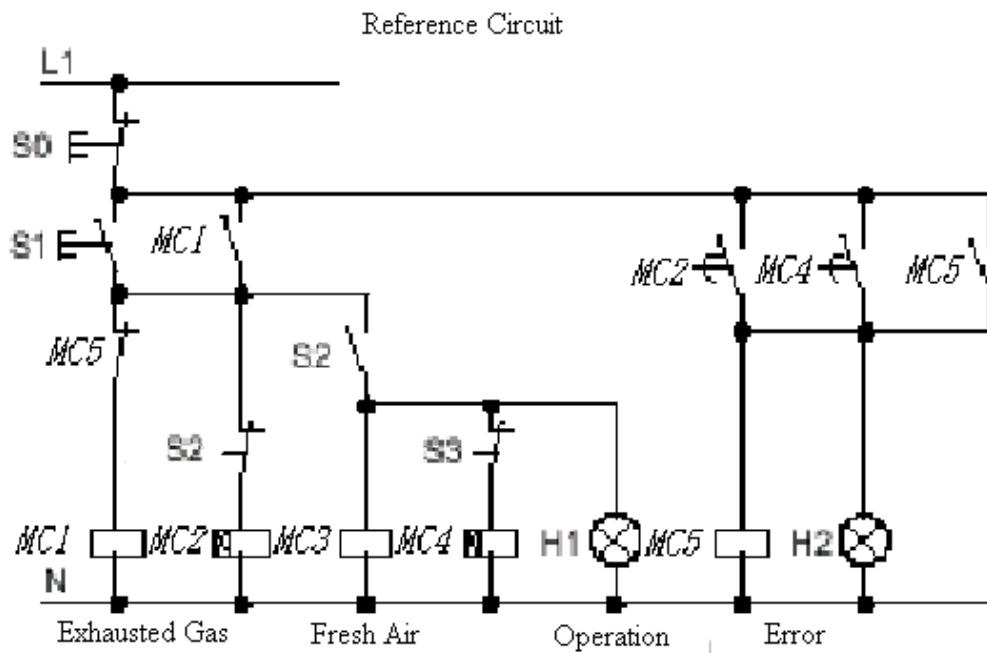 Reference Circuit
L1
S0
S1
MC1
MC2
MC4
MC5
MC5
S2
S2
S3
MC1
MC2
MC3
MC4
H1
MC5
H2
N
Exhausted Gas
Fresh Air
Operation
Error